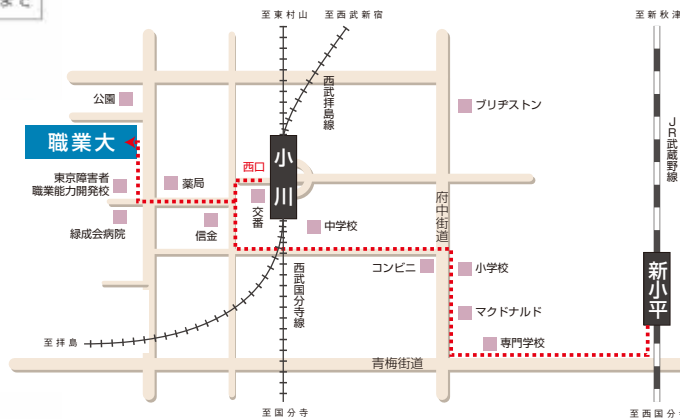 至東村山
至西武新宿
至新秋津
公園
西武拝島線
ブリヂストン
JR武蔵野線
職業大
東京障害者
職業能力開発校
薬局
西口
小川
交番
府中街道
緑成会病院
信金
中学校
コンビニ
小学校
新小平
西武国分寺線
マクドナルド
至拝島
専門学校
青梅街道
至国分寺
至西国分